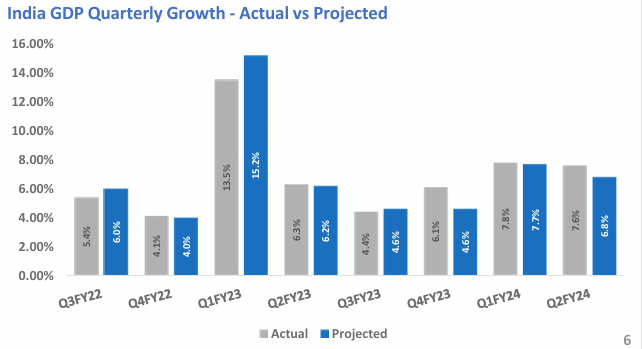 India GDP Quarterly Growth - Actual vs Projected
16.00%
14.00%
12.00%
10.00%
8.00%
6.00%
4.00%
2.00%
0.00%
5.4% 6.0% 4.1% 4.0% 13.5% 15.2% 6.3% 6.2% 4.4% 4.6% 6.1% 4.6% 7.8% 7.7% 7.6% 6.8%
Q3FY22 Q4FY22 Q1FY23 Q2FY23 Q3FY23 Q4FY23 Q1FY24 Q2FY24
Actual Projected
6